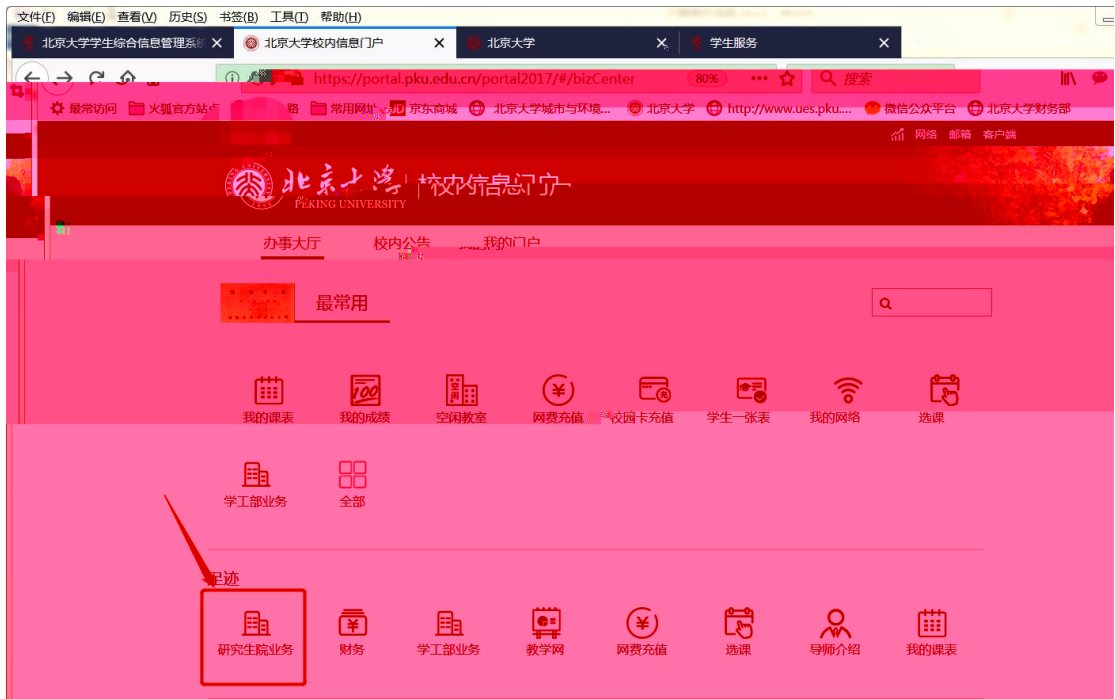 文件(F) 编辑(E) 查看(V) 历史(S) 书签(B) 工具(T) 帮助(H)
北京大学学生综合信息管理系统 北京大学校内信息门户 北京大学 学生服务
https://portal.pku.edu.cn/portal2017/#/bizCenter 80% 搜索
最常访问 火狐官方站点 常用网址 JD 京东商城 北京大学城市与环境... 北京大学 http://www.ues.pku.... 微信公众平台 北京大学财务部
网络 邮箱 客户端
北京大学 校内信息门户
PEKING UNIVERSITY
办事大厅 校内公告 我的门户
最常用
我的课表 我的成绩 空闲教室 网费充值 校园卡充值 学生一张表 我的网络 选课
学工部业务 全部
足迹
研究生院业务 财务 学工部业务 教学网 网费充值 选课 导师介绍 我的课表